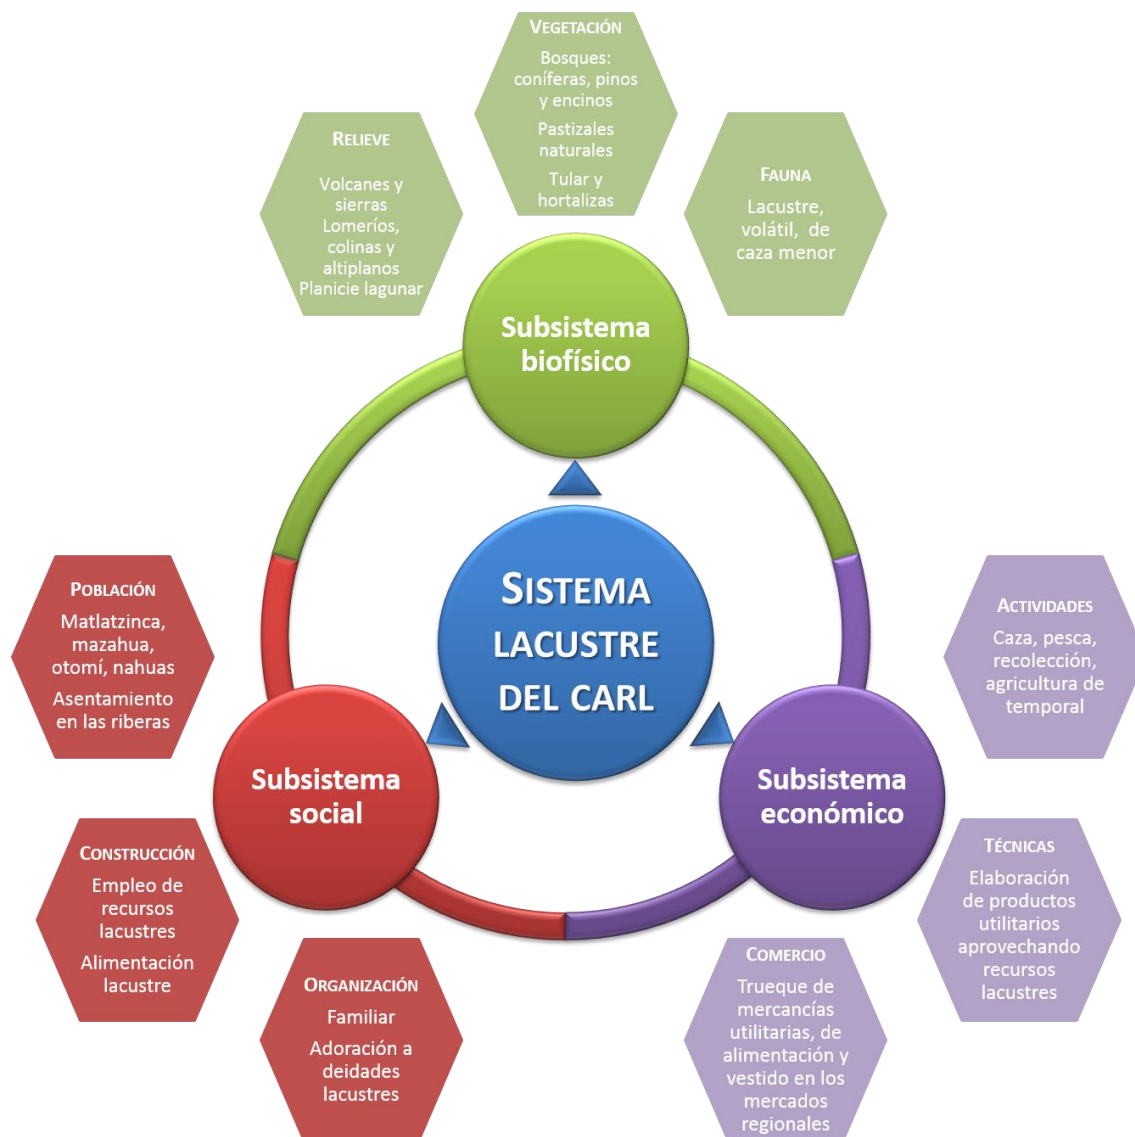 VEGETACIÓN
Bosques:
coníferas, pinos
y encinos
Pastizales
naturales
Tular y
hortalizas
RELIEVE
Volcanes y
sierras
Lomeríos,
colinas y
altiplanos
Planicie lagunar
FAUNA
Lacustre,
volátil, de
caza menor
Subsistema
biofísico
SISTEMA
LACUSTRE
DEL CARL
POBLACIÓN
Matlatzinca,
mazahua,
otomí, nahuas
Asentamiento
en las riberas
ACTIVIDADES
Caza, pesca,
recolección,
agricultura de
temporal
Subsistema
social
Subsistema
económico
CONSTRUCCIÓN
Empleo de
recursos
lacustres
Alimentación
lacustre
TÉCNICAS
Elaboración
de productos
utilitarios
aprovechando
recursos
lacustres
ORGANIZACIÓN
Familiar
Adoración a
deidades
lacustres
COMERCIO
Trueque de
mercancías
utilitarias, de
alimentación y
vestido en los
mercados
regionales